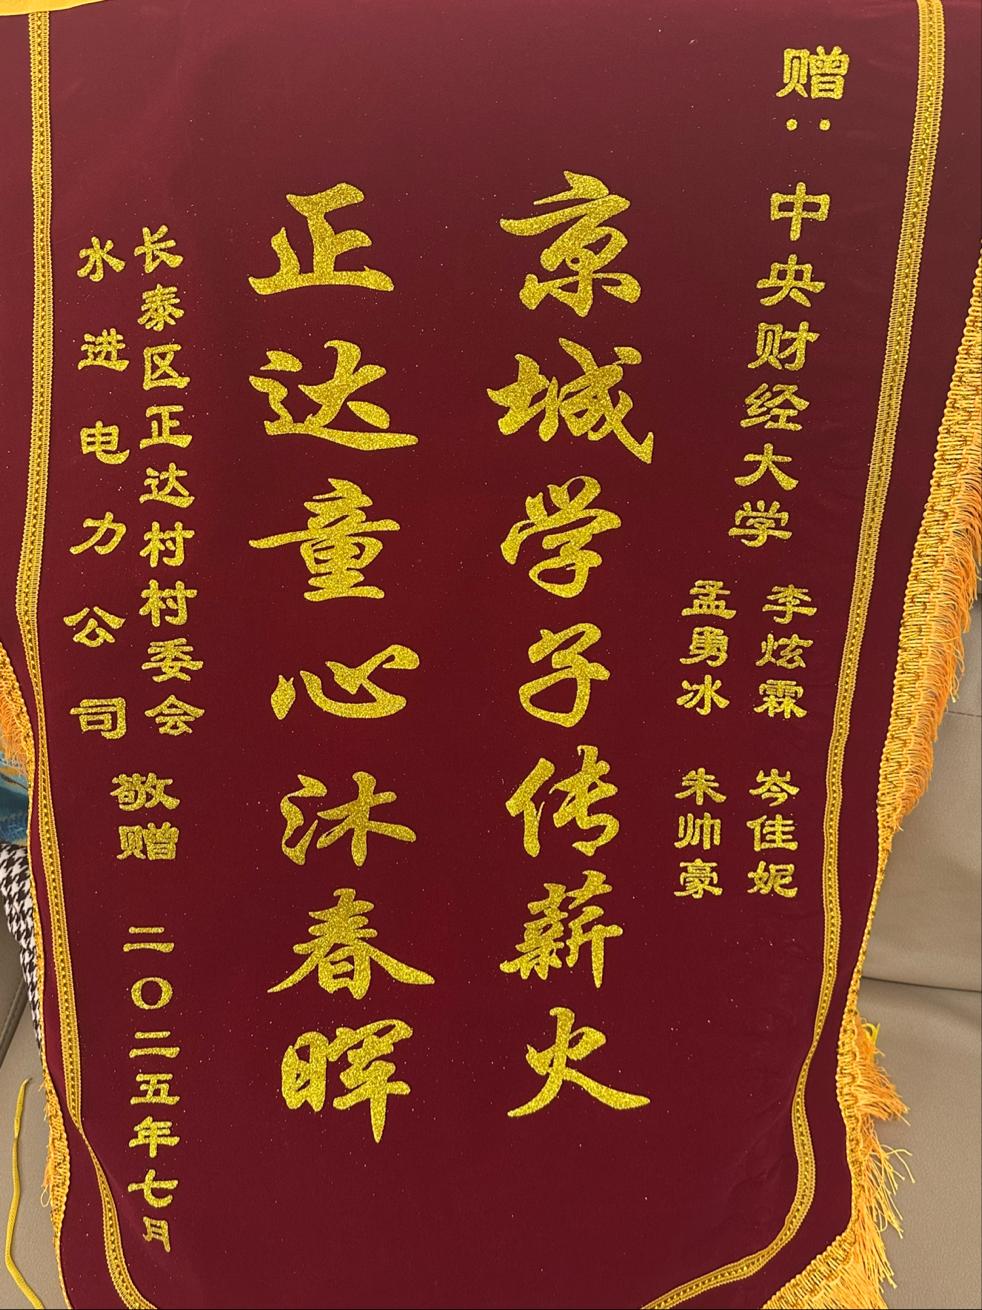 赠：中央财经大学
李炫霖 岑佳妮
孟勇冰 朱帅豪
京城学子传薪火
正达童心沐春晖
长泰区正达村村委会
水进电力公司
敬赠
二〇二五年七月